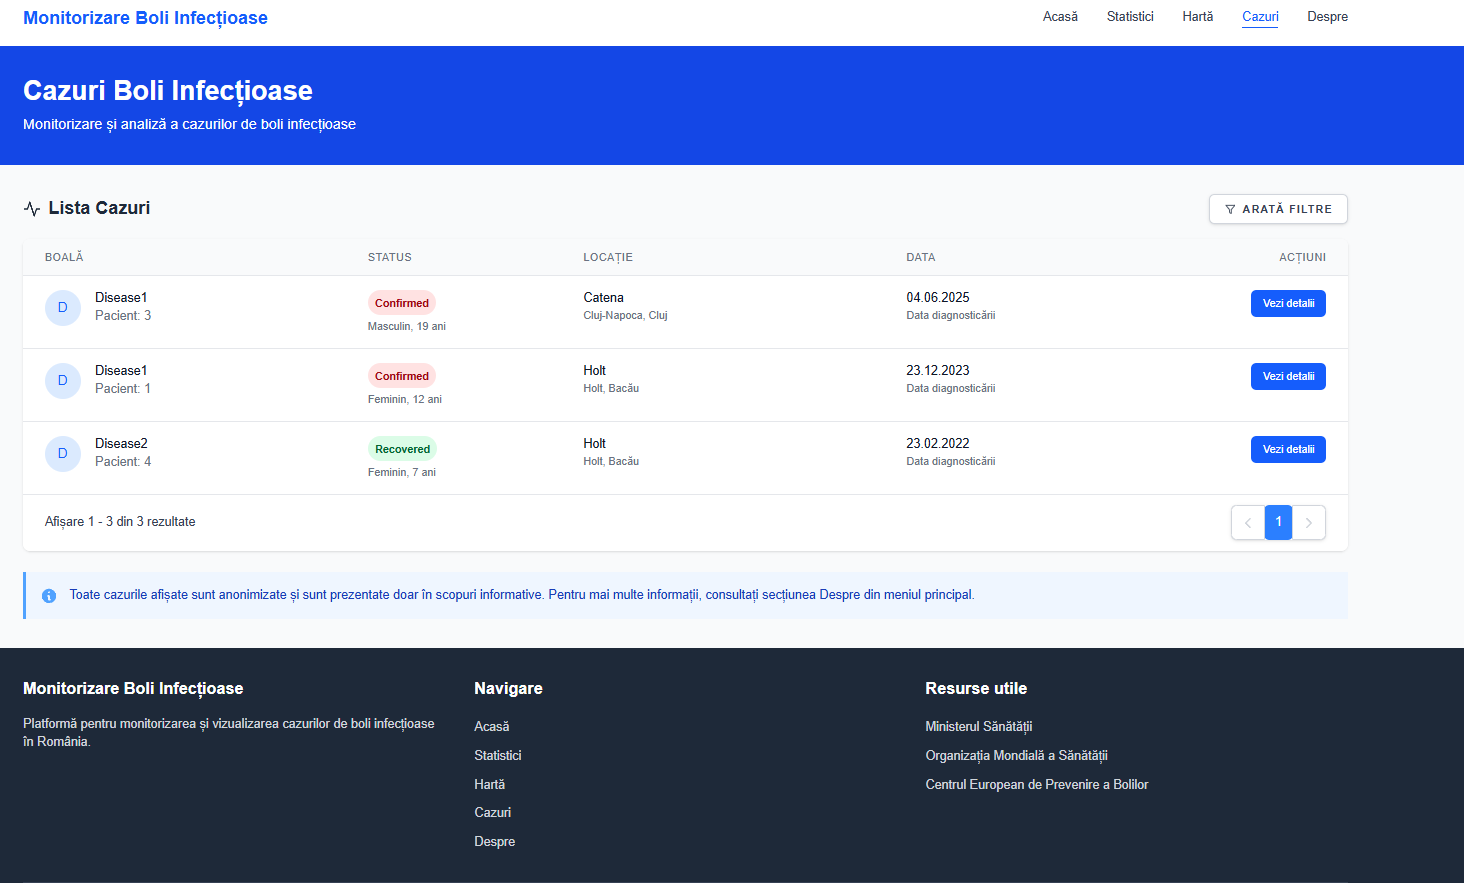 Monitorizare Boli Infecțioase
Acasă Statistici Hartă Cazuri Despre
Cazuri Boli Infecțioase
Monitorizare și analiză a cazurilor de boli infecțioase
Lista Cazuri
ARATĂ FILTRE
BOALĂ STATUS LOCAȚIE DATA ACȚIUNI
D Disease1 Confirmed Catena 04.06.2025 Vezi detalii
Pacient: 3 Masculin, 19 ani Cluj-Napoca, Cluj Data diagnosticării
D Disease1 Confirmed Holt 23.12.2023 Vezi detalii
Pacient: 1 Feminin, 12 ani Holt, Bacău Data diagnosticării
D Disease2 Recovered Holt 23.02.2022 Vezi detalii
Pacient: 4 Feminin, 7 ani Holt, Bacău Data diagnosticării
Afișare 1 - 3 din 3 rezultate
1
Toate cazurile afișate sunt anonimizate și sunt prezentate doar în scopuri informative. Pentru mai multe informații, consultați secțiunea Despre din meniul principal.
Monitorizare Boli Infecțioase
Platformă pentru monitorizarea și vizualizarea cazurilor de boli infecțioase
în România.
Navigare
Acasă
Statistici
Hartă
Cazuri
Despre
Resurse utile
Ministerul Sănătății
Organizația Mondială a Sănătății
Centrul European de Prevenire a Bolilor